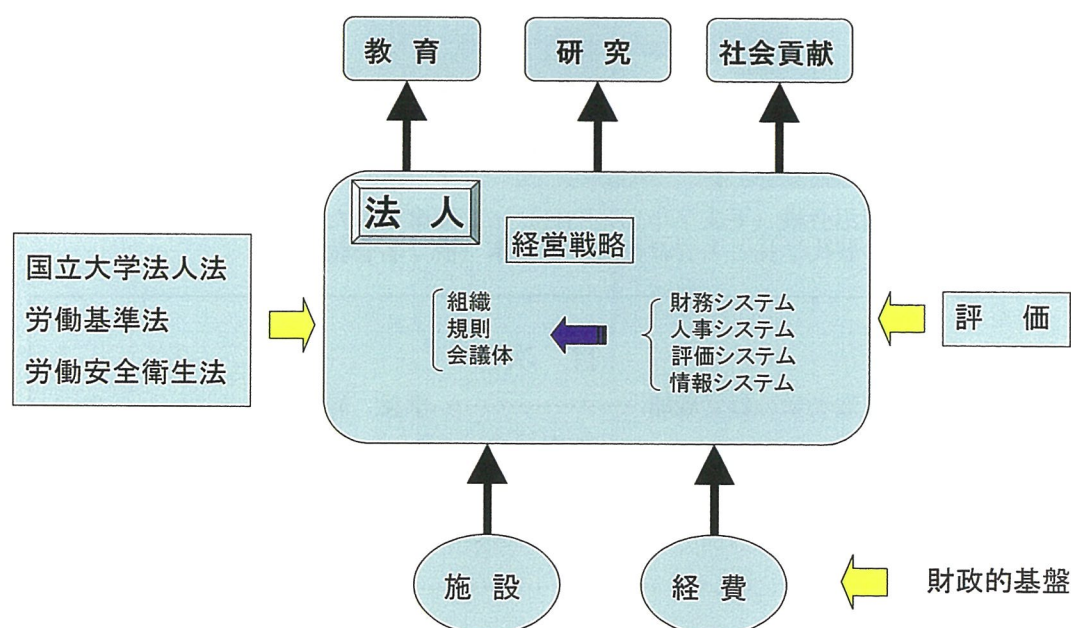 教 育
研 究
社会貢献
法 人
経営戦略
国立大学法人法
労働基準法
労働安全衛生法
組織
規則
会議体
財務システム
人事システム
評価システム
情報システム
評 価
施 設
経 費
財政的基盤